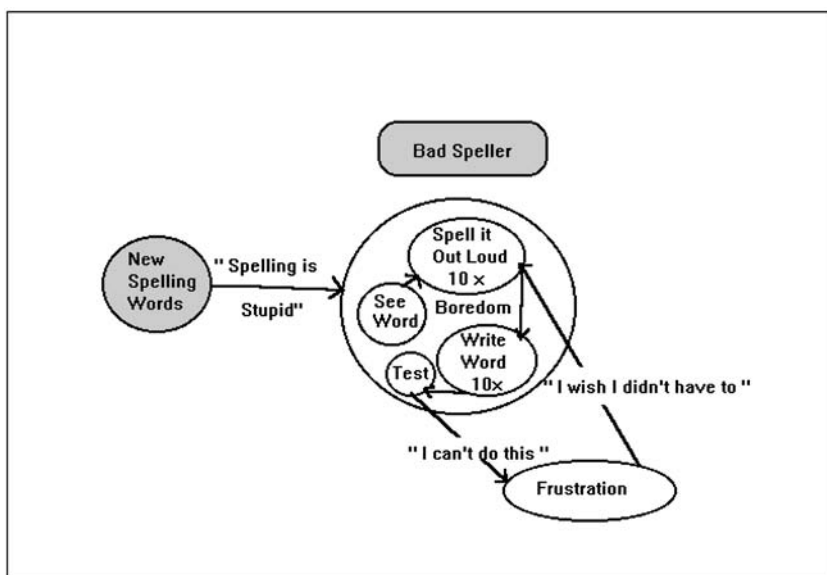 Bad Speller
New
Spelling
Words
" Spelling is
Stupid"
Spell it
Out Loud
10 x
See
Word
Boredom
Write
Word
10x
Test
" I wish I didn't have to "
" I can't do this "
Frustration